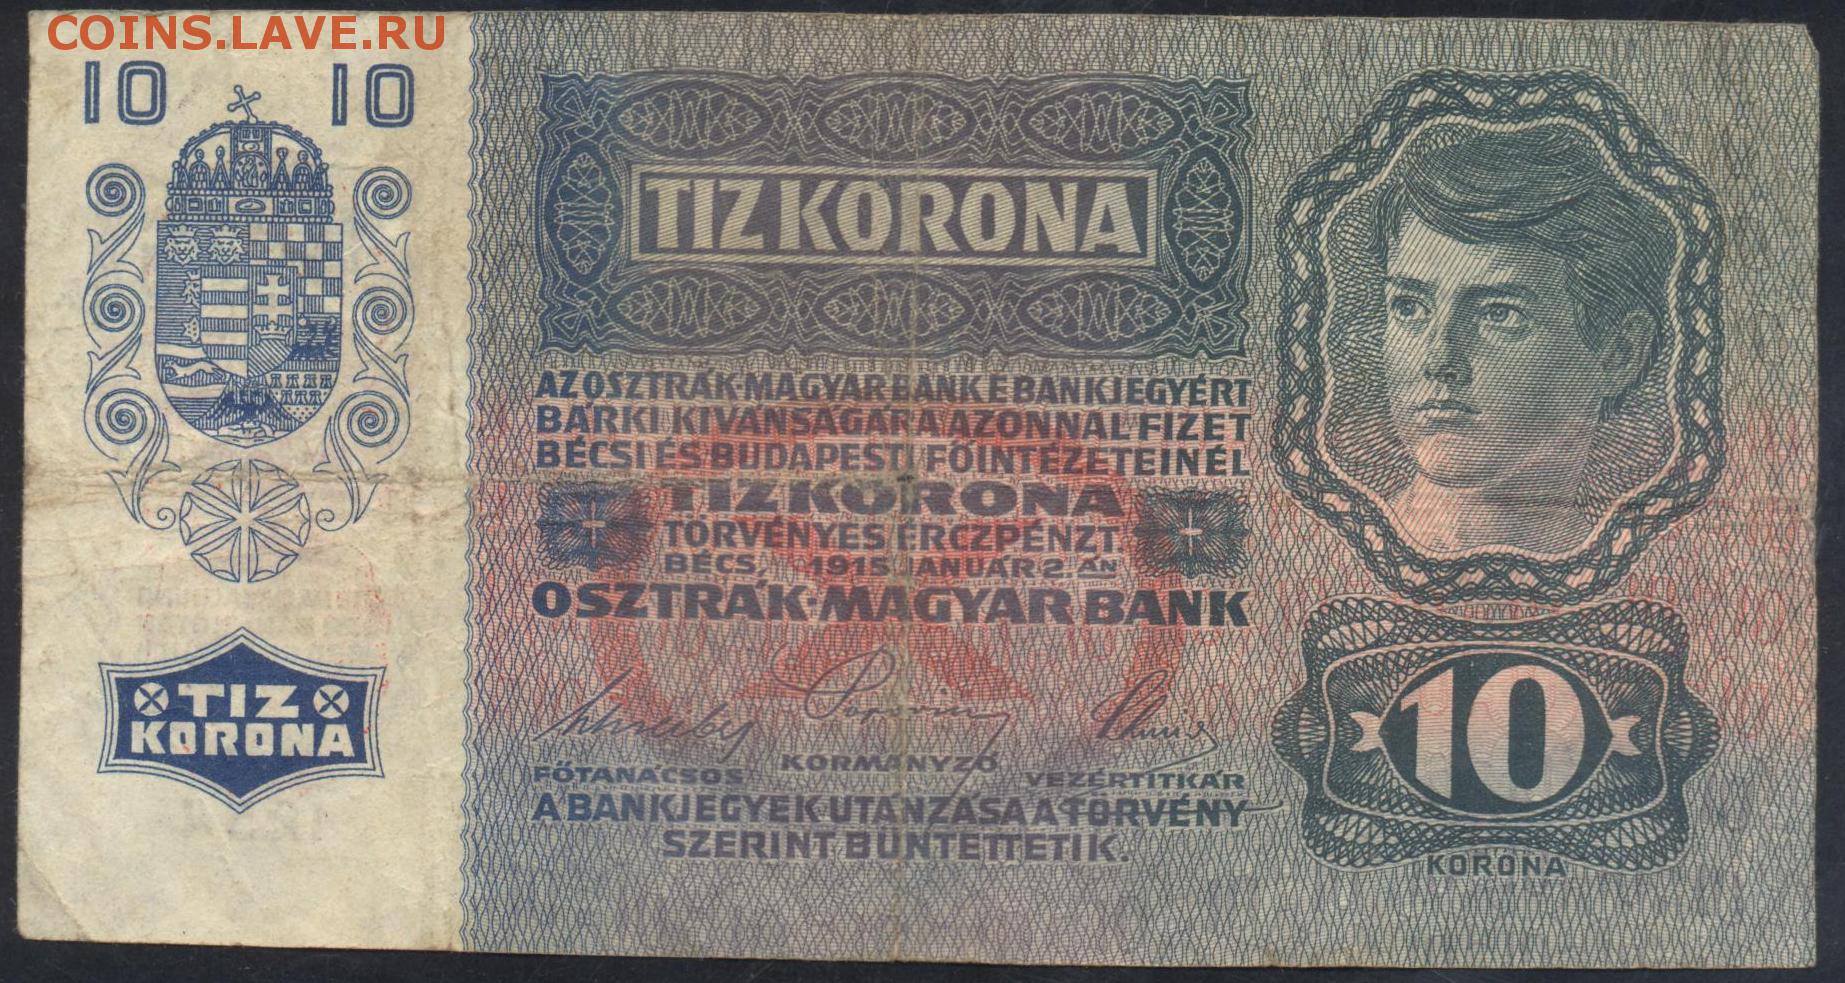 COINS.LAVE.RU
10 10
TIZ
KORONA
TIZ KORONA
AZ OSZTRÁK-MAGYAR BANK E BANKJEGYÉRT
BÁRKI KIVÁNSÁGÁRA AZONNAL FIZET
BÉCSI ÉS BUDAPESTI FŐINTÉZETEINÉL
TIZ KORONA
TÖRVÉNYES ÉRCZPÉNZT.
BÉCS, 1915 JANUÁR 2.-ÁN
OSZTRÁK-MAGYAR BANK
FŐTANÁCSOS KORMÁNYZÓ VEZÉRTITKÁR
A BANKJEGYEK UTÁNZÁSA A TÖRVÉNY
SZERINT BÜNTETTETIK.
10
KORONA